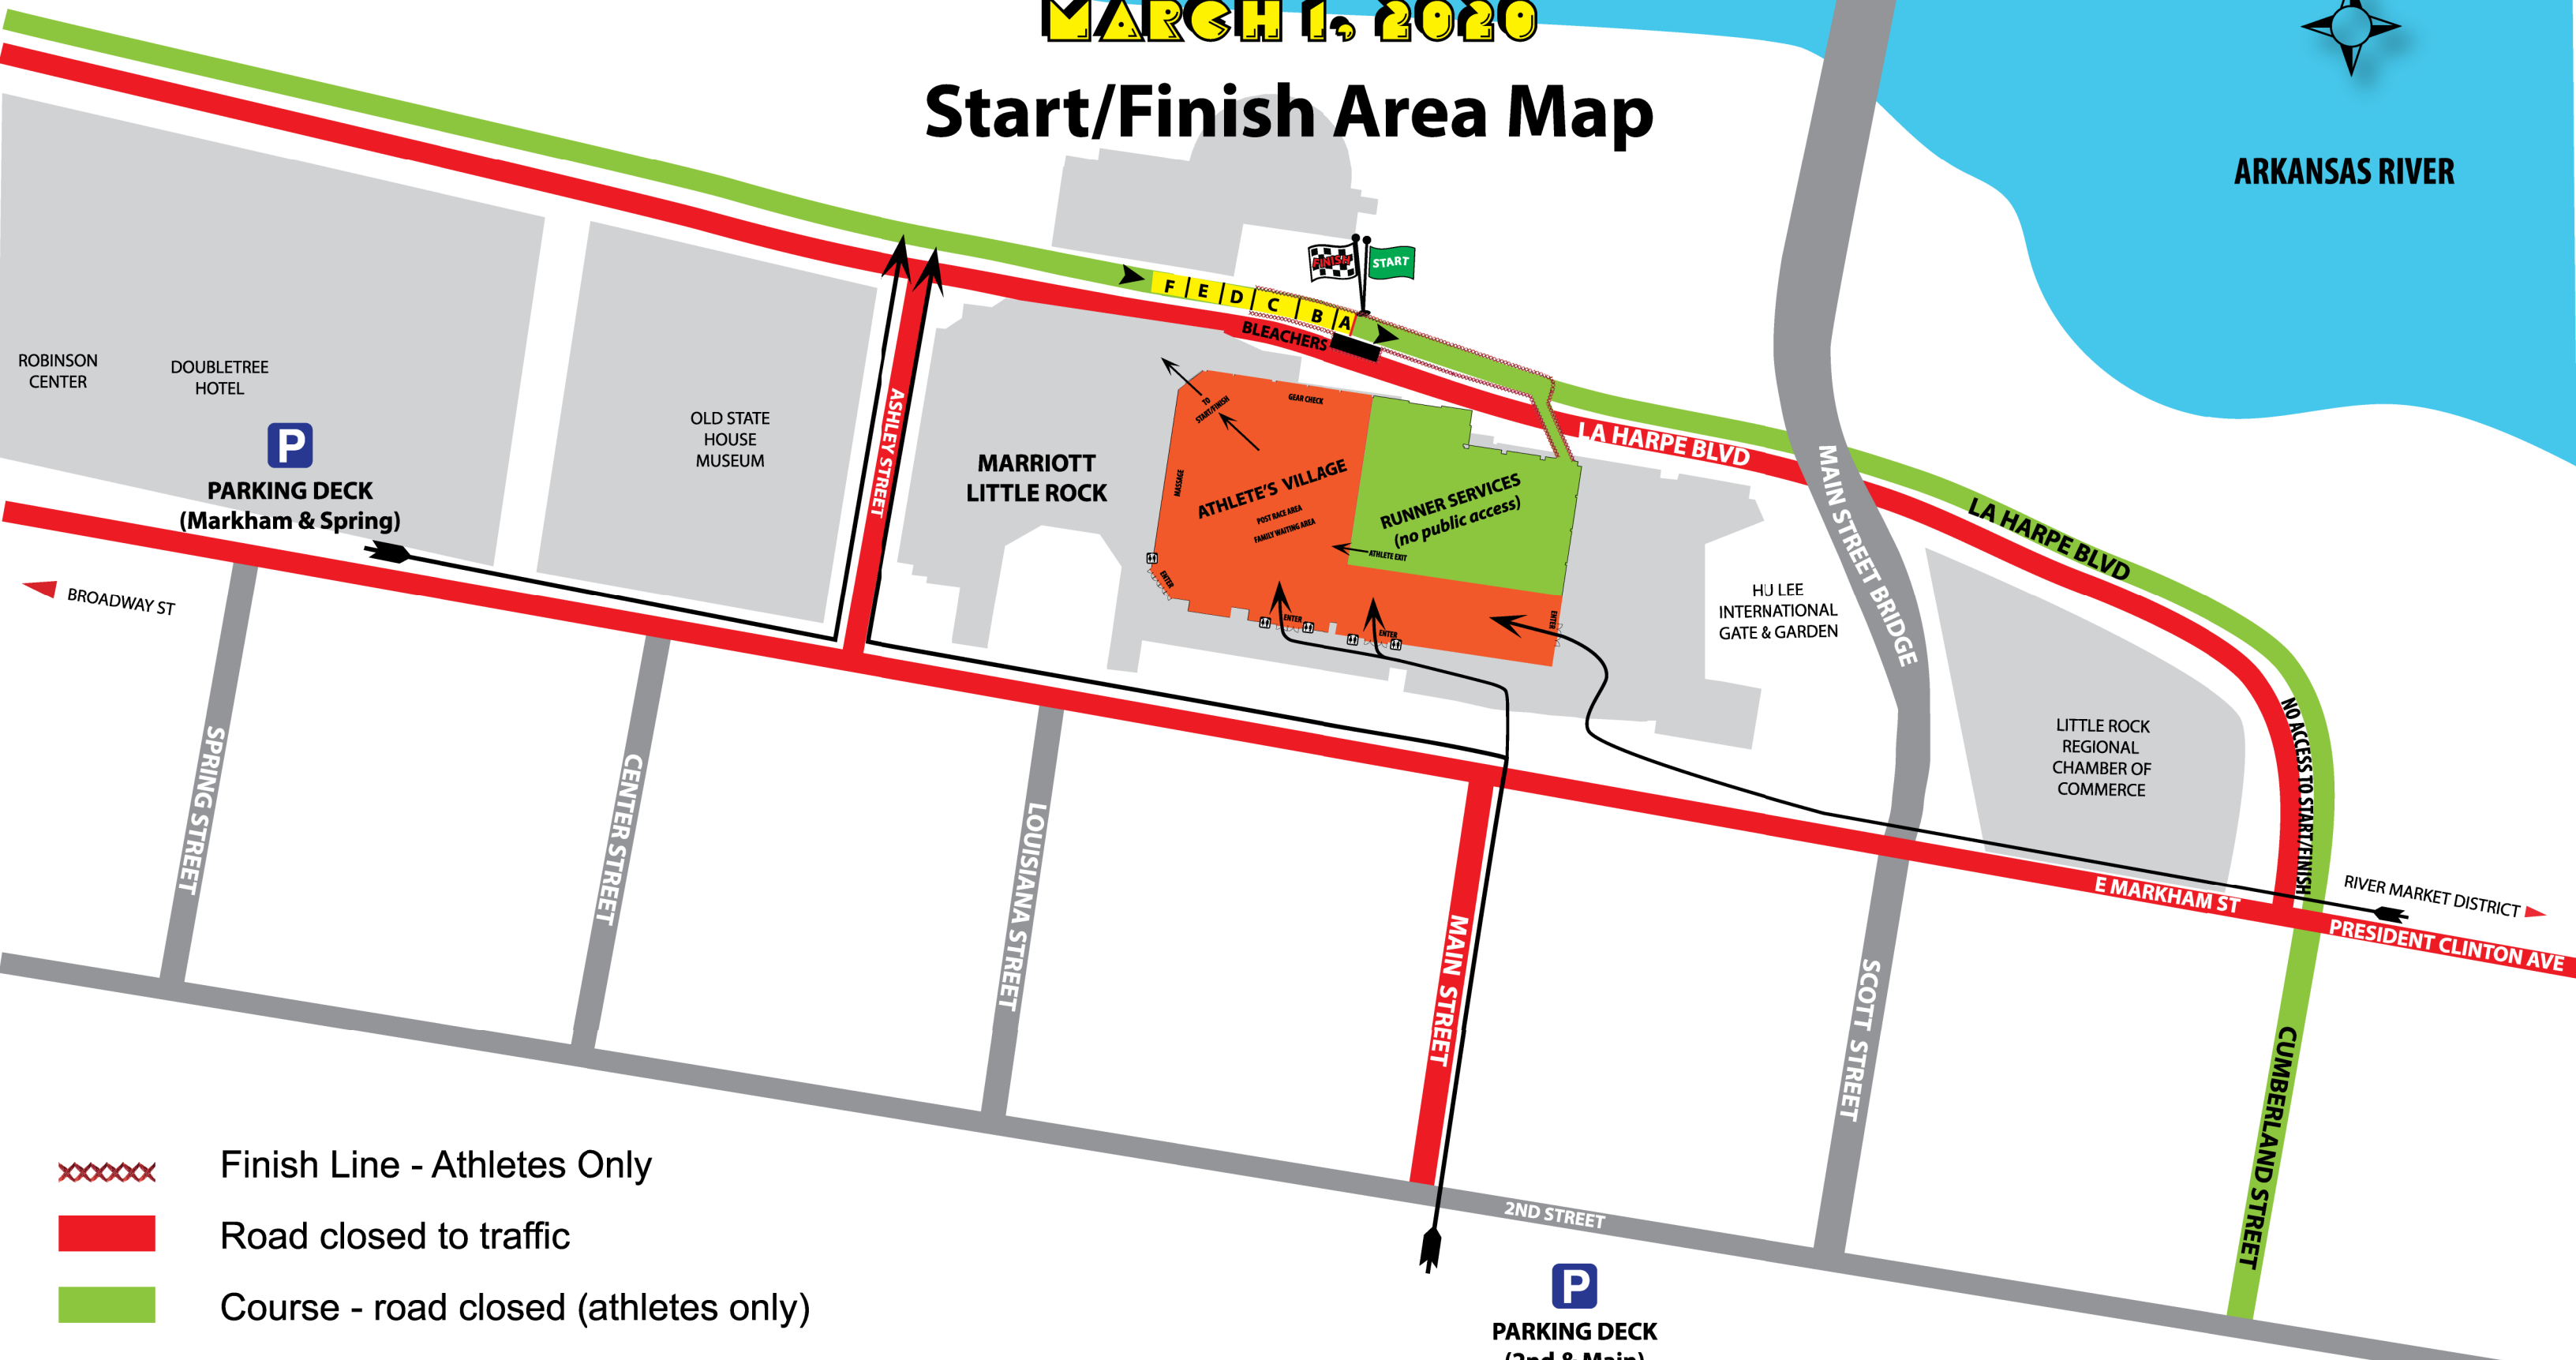 MARCH 1, 2020
Start/Finish Area Map
ARKANSAS RIVER
FINISH
START
F E D C B A
BLEACHERS
ROBINSON
CENTER
DOUBLETREE
HOTEL
P
PARKING DECK
(Markham & Spring)
OLD STATE
HOUSE
MUSEUM
ASHLEY STREET
MARRIOTT
LITTLE ROCK
TO
START/FINISH
GEAR CHECK
MASSAGE
ATHLETE'S VILLAGE
POST RACE AREA
FAMILY WAITING AREA
RUNNER SERVICES
(no public access)
ATHLETE EXIT
ENTER
ENTER
ENTER
ENTER
LA HARPE BLVD
MAIN STREET BRIDGE
LA HARPE BLVD
HU LEE
INTERNATIONAL
GATE & GARDEN
LITTLE ROCK
REGIONAL
CHAMBER OF
COMMERCE
NO ACCESS TO START/FINISH
BROADWAY ST
SPRING STREET
CENTER STREET
LOUISIANA STREET
MAIN STREET
SCOTT STREET
E MARKHAM ST
RIVER MARKET DISTRICT
PRESIDENT CLINTON AVE
CUMBERLAND STREET
2ND STREET
P
PARKING DECK
(2nd & Main)
Finish Line - Athletes Only
Road closed to traffic
Course - road closed (athletes only)